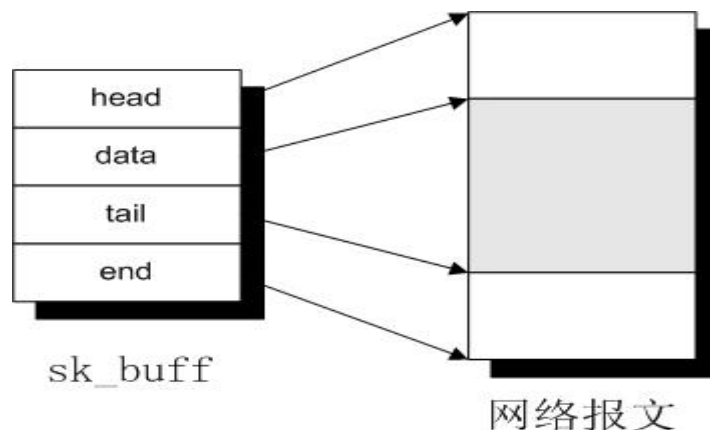 head
data
tail
end
sk_buff
网络报文